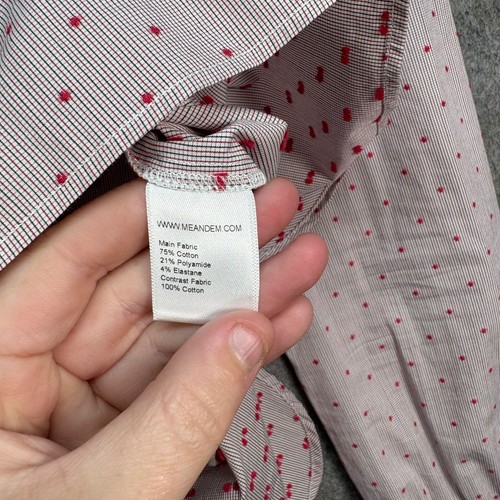 WWW.MEANDEM.COM
Main Fabric
75% Cotton
21% Polyamide
4% Elastane
Contrast Fabric
100% Cotton